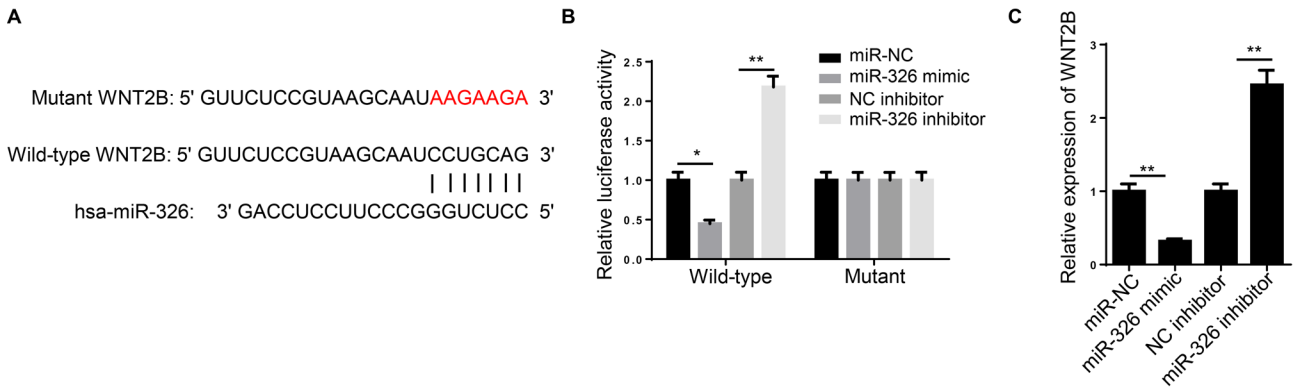 A
Mutant WNT2B: 5' GUUCUCCGUAAGCAAUAAGAAGA 3'
Wild-type WNT2B: 5' GUUCUCCGUAAGCAAUCCUGCAG 3'
hsa-miR-326: 3' GACCUCCUUCCCGGGUCUCC 5'
B
Relative luciferase activity
2.5
2.0
1.5
1.0
0.5
0.0
*
**
miR-NC
miR-326 mimic
NC inhibitor
miR-326 inhibitor
Wild-type
Mutant
C
Relative expression of WNT2B
3
2
1
0
**
**
miR-NC
miR-326 mimic
NC inhibitor
miR-326 inhibitor